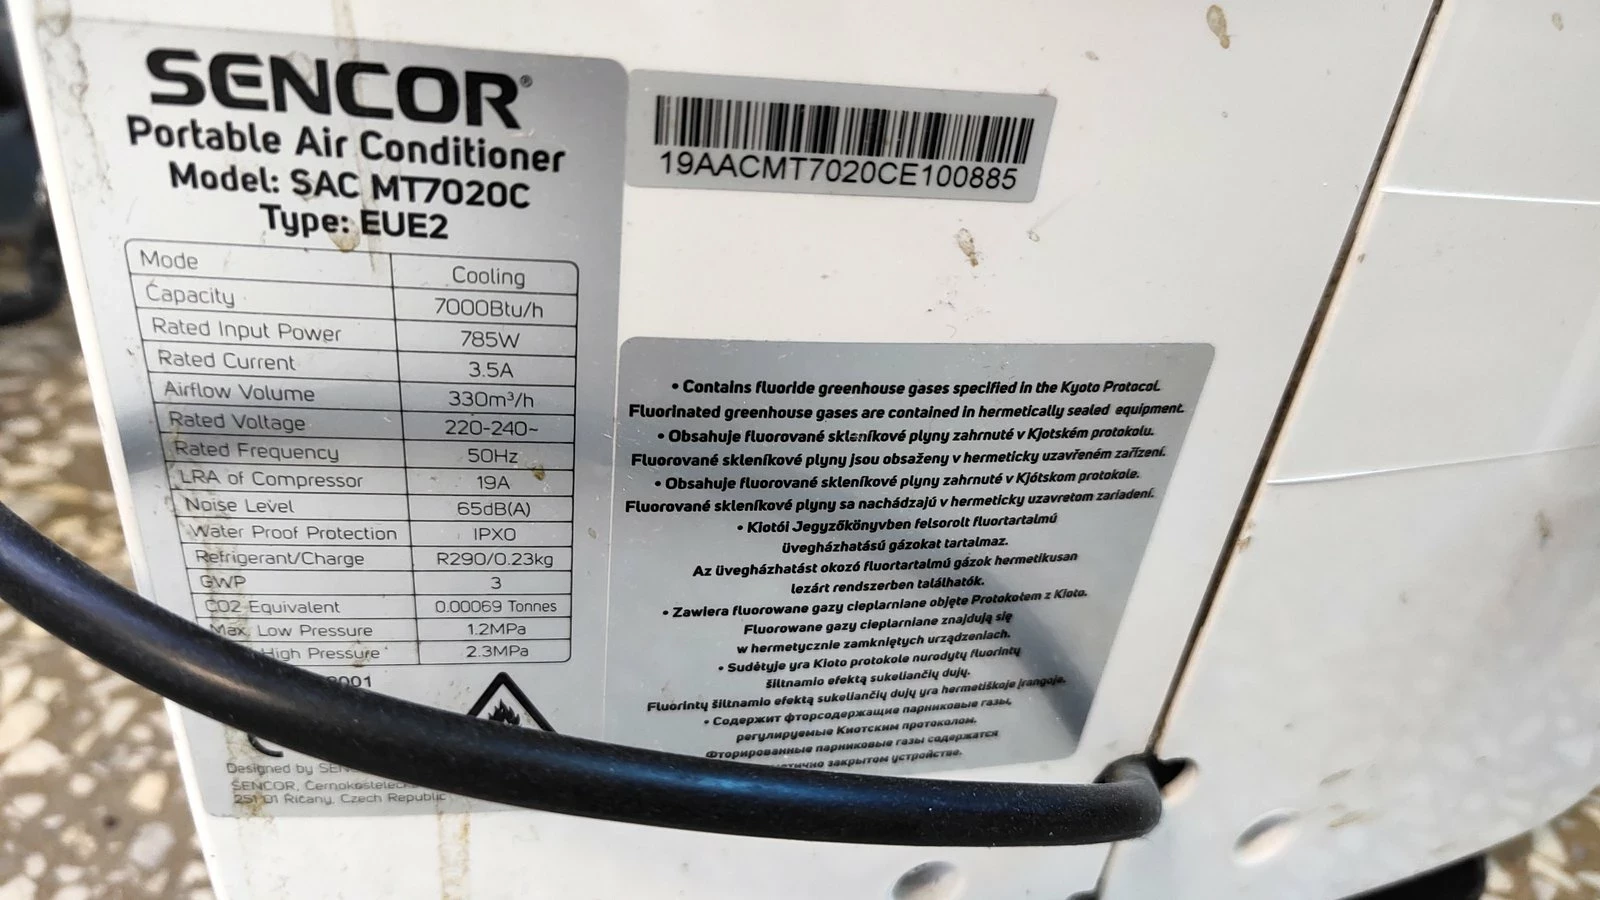 SENCOR®
Portable Air Conditioner
Model: SAC MT7020C
Type: EUE2
Mode Cooling
Capacity 7000Btu/h
Rated Input Power 785W
Rated Current 3.5A
Airflow Volume 330m³/h
Rated Voltage 220-240~
Rated Frequency 50Hz
LRA of Compressor 19A
Noise Level 65dB(A)
Water Proof Protection IPX0
Refrigerant/Charge R290/0.23kg
GWP 3
CO2 Equivalent 0.00069 Tonnes
Max. Low Pressure 1.2MPa
High Pressure 2.3MPa
Designed by
SENCOR,
251 01 Říčany, Czech Republic
19AACMT7020CE100885
• Contains fluoride greenhouse gases specified in the Kyoto Protocol.
Fluorinated greenhouse gases are contained in hermetically sealed equipment.
• Obsahuje fluorované skleníkové plyny zahrnuté v Kjótském protokolu.
Fluorované skleníkové plyny jsou obsaženy v hermeticky uzavřeném zařízení.
• Obsahuje fluorované skleníkové plyny zahrnuté v Kjótskom protokole.
Fluorované skleníkové plyny sa nachádzajú v hermeticky uzavretom zariadení.
• Kiotói Jegyzőkönyvben felsorolt fluortartalmú
üvegházhatású gázokat tartalmaz.
Az üvegházhatást okozó fluortartalmú gázok hermetikusan
lezárt rendszerben találhatók.
• Zawiera fluorowane gazy cieplarniane objęte Protokołem z Kioto.
Fluorowane gazy cieplarniane znajdują się
w hermetycznie zamkniętych urządzeniach.
• Sudėtyje yra Kioto protokole nurodytų fluorintų
šiltnamio efektą sukeliančių dujų.
Fluorintų šiltnamio efektą sukeliančių dujų yra hermetiškoje įrangoje.
• Содержит фторсодержащие парниковые газы,
регулируемые Киотским протоколом.
Фторированные парниковые газы содержатся
закрытом устройстве.